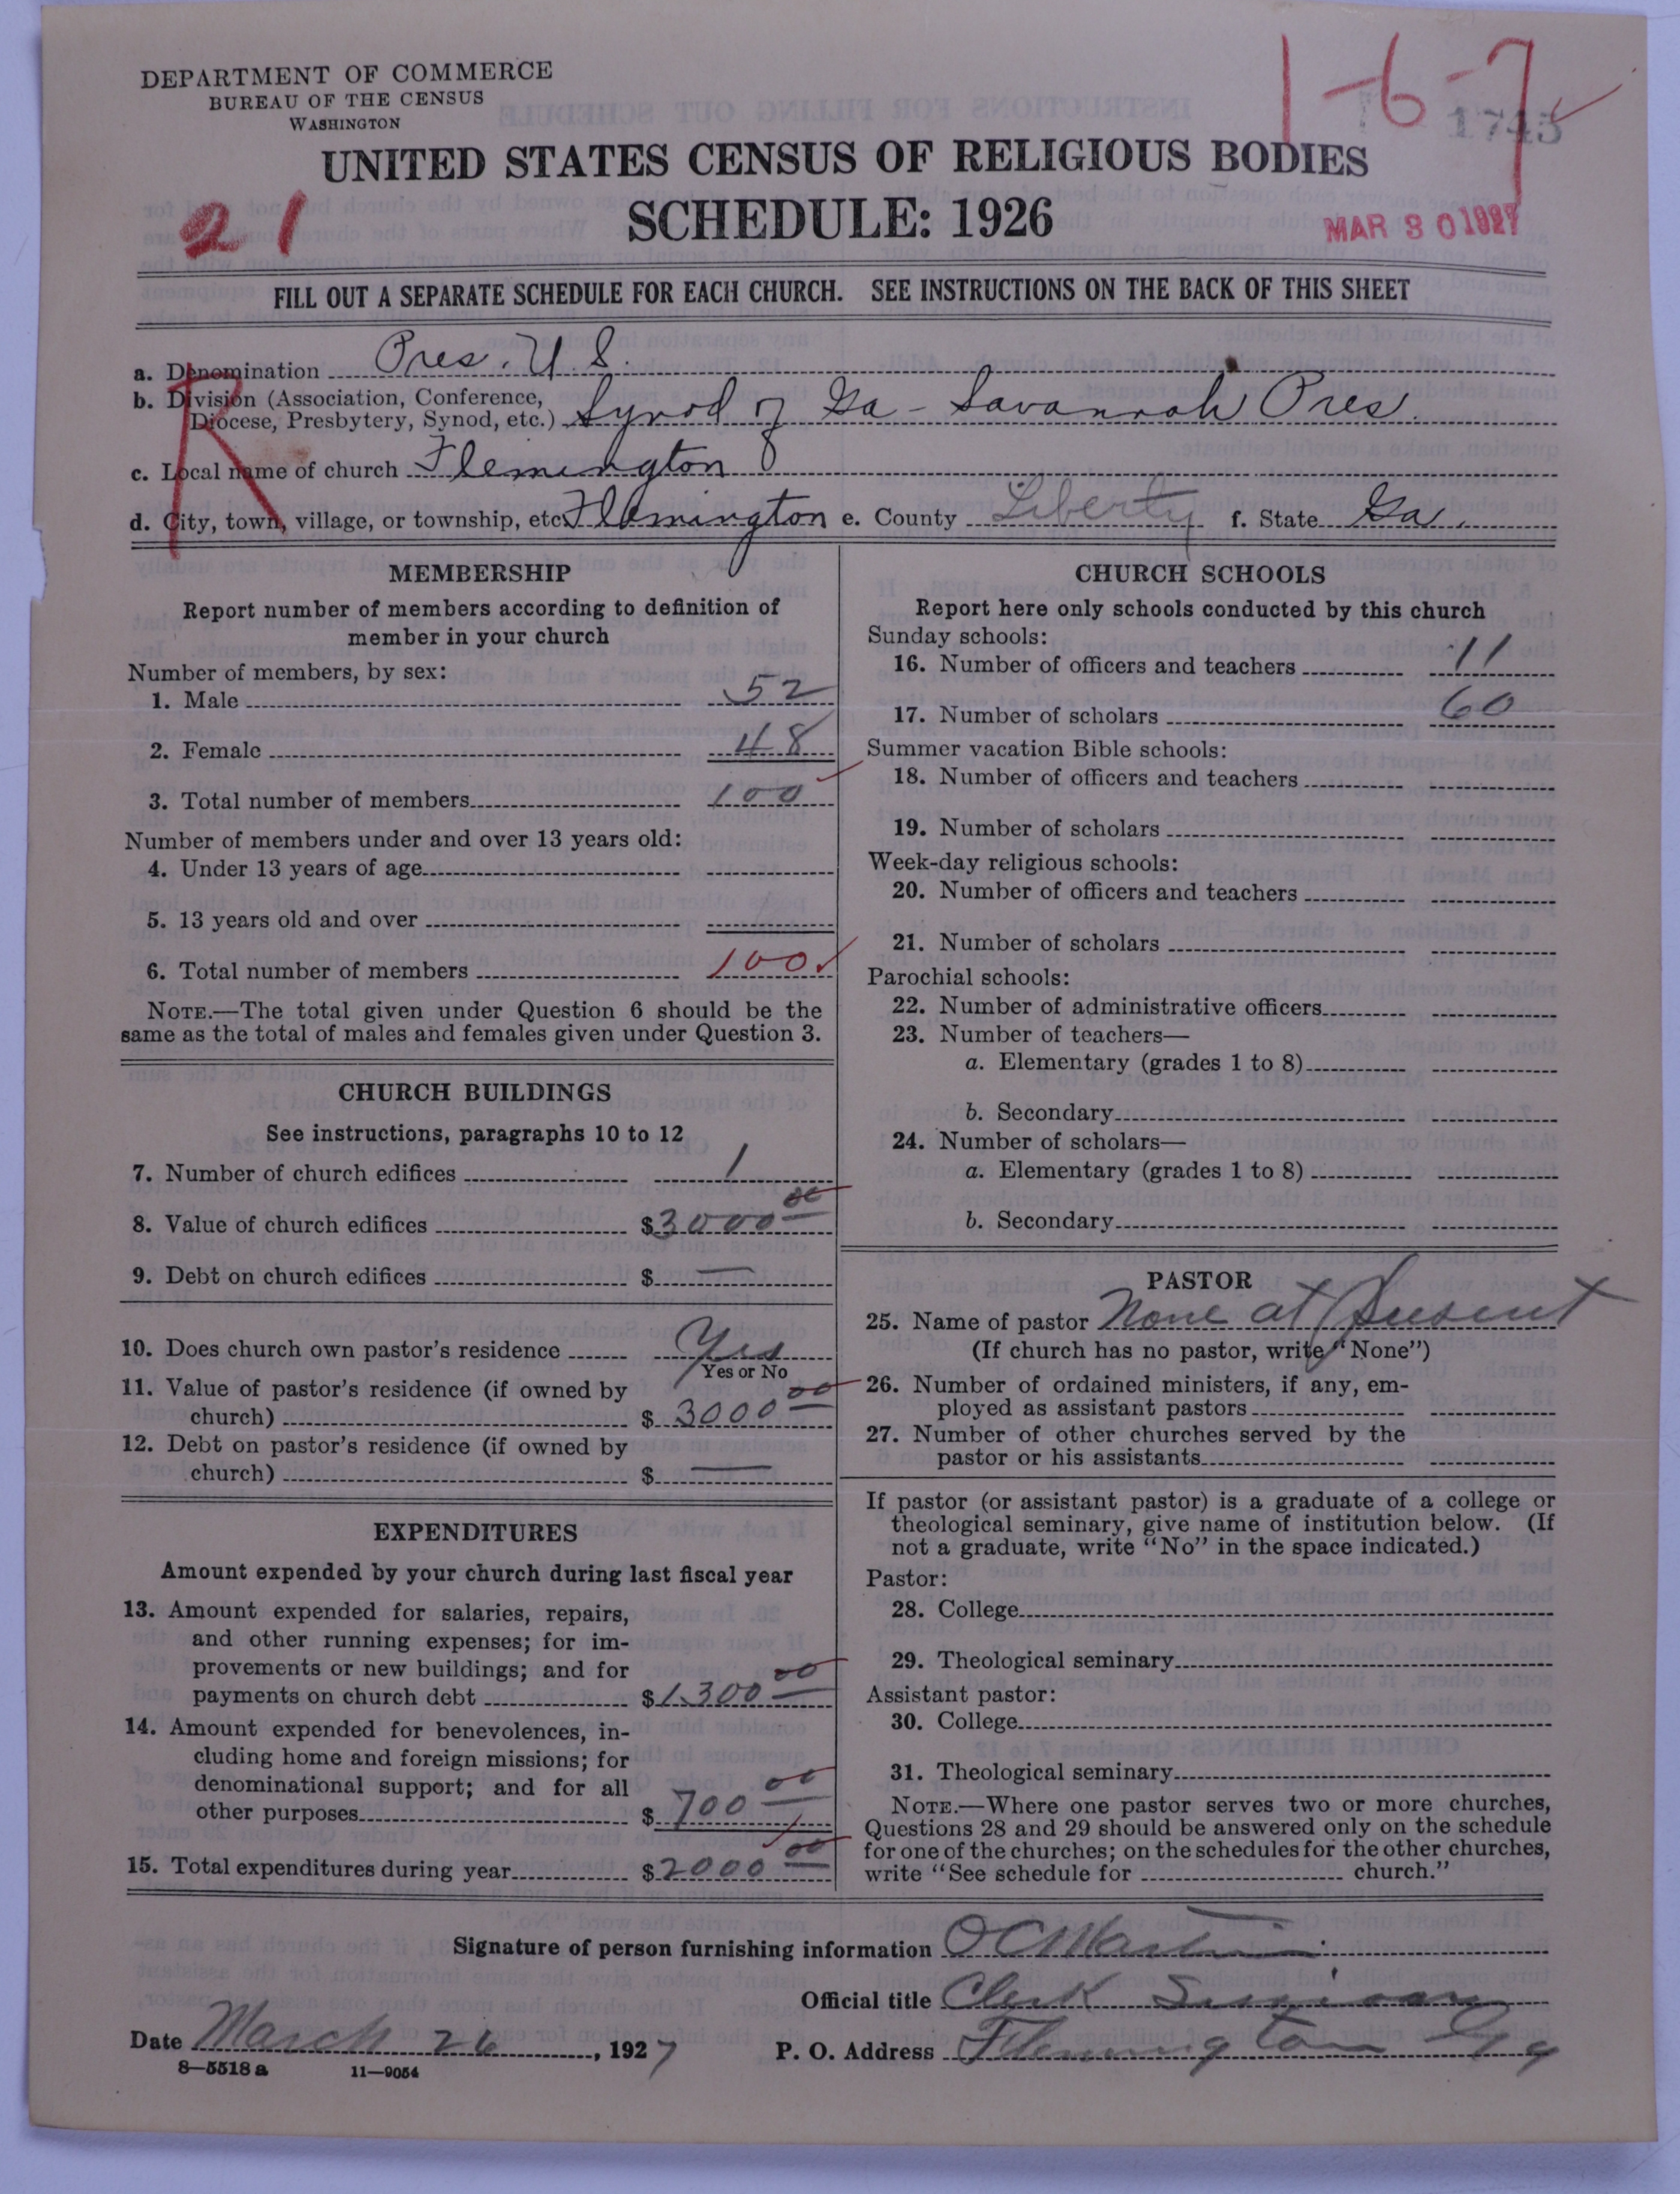 DEPARTMENT OF COMMERCE
BUREAU OF THE CENSUS
WASHINGTON
1-6-7
1745
UNITED STATES CENSUS OF RELIGIOUS BODIES
SCHEDULE: 1926
21
MAR 30 1927
FILL OUT A SEPARATE SCHEDULE FOR EACH CHURCH. SEE INSTRUCTIONS ON THE BACK OF THIS SHEET
R
a. Denomination Pres. U.S.
b. Division (Association, Conference,
Diocese, Presbytery, Synod, etc.) Synod of Ga - Savannah Pres.
c. Local name of church Flemington
d. City, town, village, or township, etc. Flemington e. County Liberty f. State Ga.
MEMBERSHIP
Report number of members according to definition of
member in your church
Number of members, by sex:
1. Male 52
2. Female 48
3. Total number of members 100
Number of members under and over 13 years old:
4. Under 13 years of age
5. 13 years old and over
6. Total number of members 100
NOTE.—The total given under Question 6 should be the
same as the total of males and females given under Question 3.
CHURCH BUILDINGS
See instructions, paragraphs 10 to 12
7. Number of church edifices 1
8. Value of church edifices $3000 00
9. Debt on church edifices $ —
10. Does church own pastor's residence Yes
Yes or No
11. Value of pastor's residence (if owned by
church) $ 3000 00
12. Debt on pastor's residence (if owned by
church) $ —
EXPENDITURES
Amount expended by your church during last fiscal year
13. Amount expended for salaries, repairs,
and other running expenses; for im-
provements or new buildings; and for
payments on church debt $1300 00
14. Amount expended for benevolences, in-
cluding home and foreign missions; for
denominational support; and for all
other purposes $ 700 00
15. Total expenditures during year $2000 00
CHURCH SCHOOLS
Report here only schools conducted by this church
Sunday schools:
16. Number of officers and teachers 11
17. Number of scholars 60
Summer vacation Bible schools:
18. Number of officers and teachers
19. Number of scholars
Week-day religious schools:
20. Number of officers and teachers
21. Number of scholars
Parochial schools:
22. Number of administrative officers
23. Number of teachers—
a. Elementary (grades 1 to 8)
b. Secondary
24. Number of scholars—
a. Elementary (grades 1 to 8)
b. Secondary
PASTOR
25. Name of pastor None at present
(If church has no pastor, write "None")
26. Number of ordained ministers, if any, em-
ployed as assistant pastors
27. Number of other churches served by the
pastor or his assistants
If pastor (or assistant pastor) is a graduate of a college or
theological seminary, give name of institution below. (If
not a graduate, write "No" in the space indicated.)
Pastor:
28. College
29. Theological seminary
Assistant pastor:
30. College
31. Theological seminary
NOTE.—Where one pastor serves two or more churches,
Questions 28 and 29 should be answered only on the schedule
for one of the churches; on the schedules for the other churches,
write "See schedule for church."
Signature of person furnishing information O C Martin
Official title Clerk Session
Date March 26, 1927
P. O. Address Flemington Ga
8—5518 a 11—9054